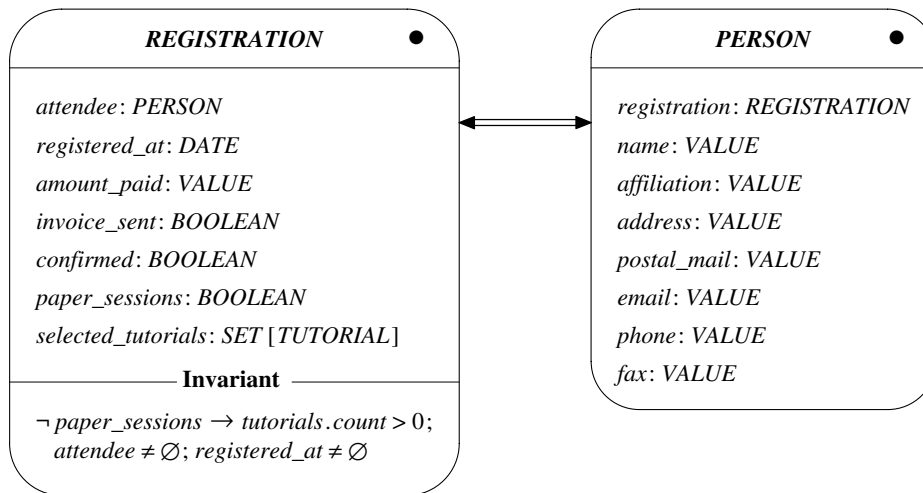 REGISTRATION ●
attendee: PERSON
registered_at: DATE
amount_paid: VALUE
invoice_sent: BOOLEAN
confirmed: BOOLEAN
paper_sessions: BOOLEAN
selected_tutorials: SET [TUTORIAL]
Invariant
¬ paper_sessions → tutorials.count > 0;
attendee ≠ ∅; registered_at ≠ ∅
PERSON ●
registration: REGISTRATION
name: VALUE
affiliation: VALUE
address: VALUE
postal_mail: VALUE
email: VALUE
phone: VALUE
fax: VALUE